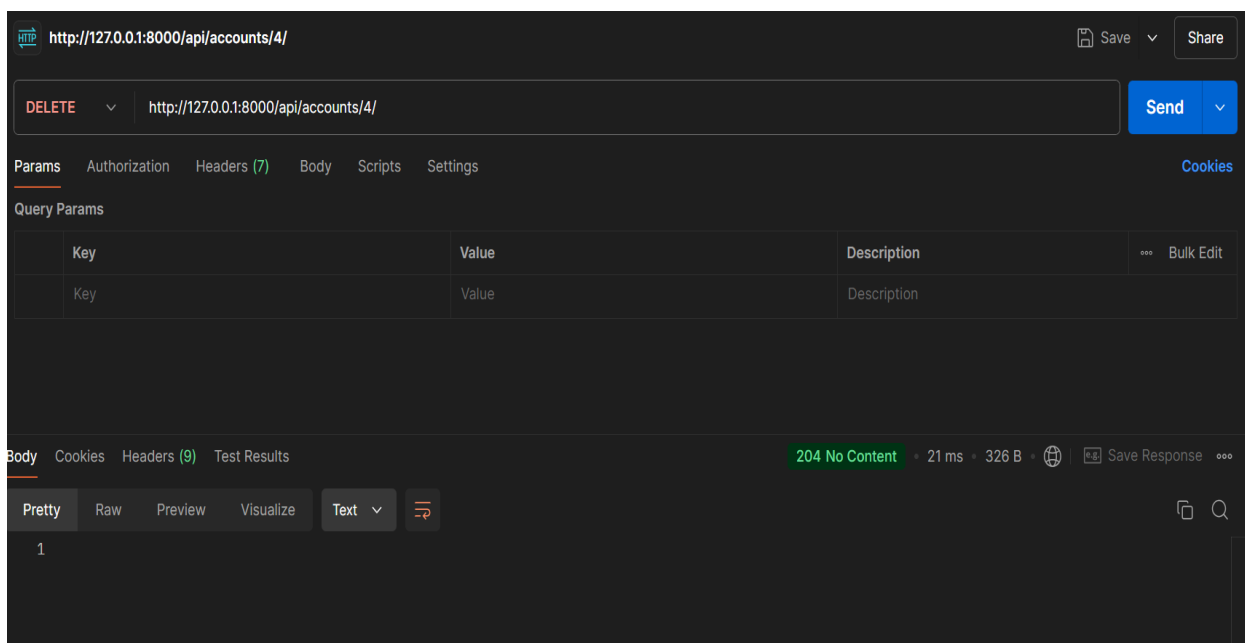 HTTP http://127.0.0.1:8000/api/accounts/4/ Save Share
DELETE http://127.0.0.1:8000/api/accounts/4/ Send
Params Authorization Headers (7) Body Scripts Settings Cookies
Query Params
Key Value Description Bulk Edit
Key Value Description
Body Cookies Headers (9) Test Results 204 No Content 21 ms 326 B e.g. Save Response
Pretty Raw Preview Visualize Text
1